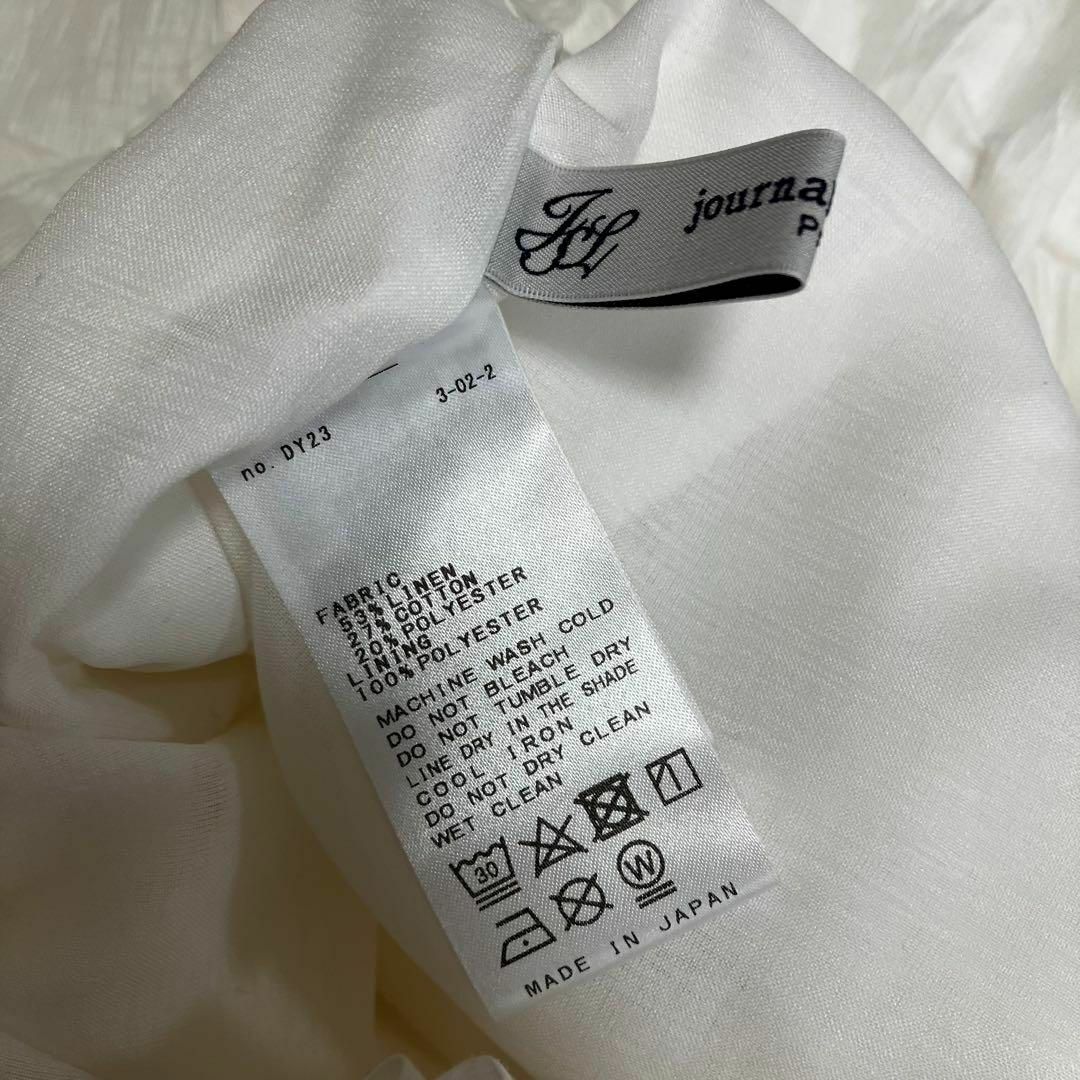 JSL
journa
no. DY23 3-02-2
FABRIC
53% LINEN
27% COTTON
20% POLYESTER
LINING
100% POLYESTER
MACHINE WASH COLD
DO NOT BLEACH
DO NOT TUMBLE DRY
LINE DRY IN THE SHADE
COOL IRON
DO NOT DRY CLEAN
WET CLEAN
30
W
MADE IN JAPAN